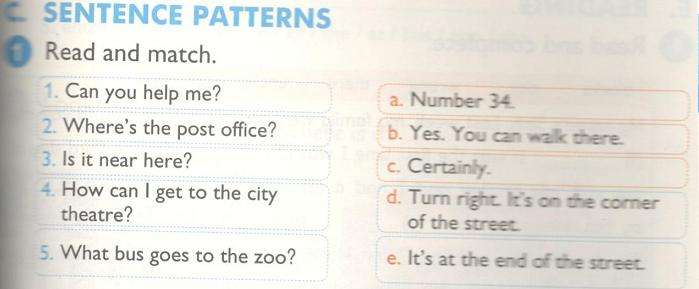 C. SENTENCE PATTERNS
1 Read and match.
1. Can you help me?
2. Where's the post office?
3. Is it near here?
4. How can I get to the city
theatre?
5. What bus goes to the zoo?
a. Number 34.
b. Yes. You can walk there.
c. Certainly.
d. Turn right. It's on the corner
of the street.
e. It's at the end of the street.